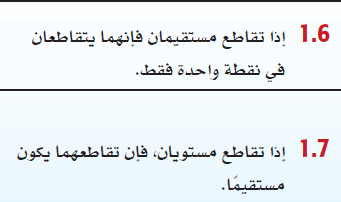 1.6 إذا تقاطع مستقيمان فإنهما يتقاطعان
في نقطة واحدة فقط.
1.7 إذا تقاطع مستويان، فإن تقاطعهما يكون
مستقيمًا.